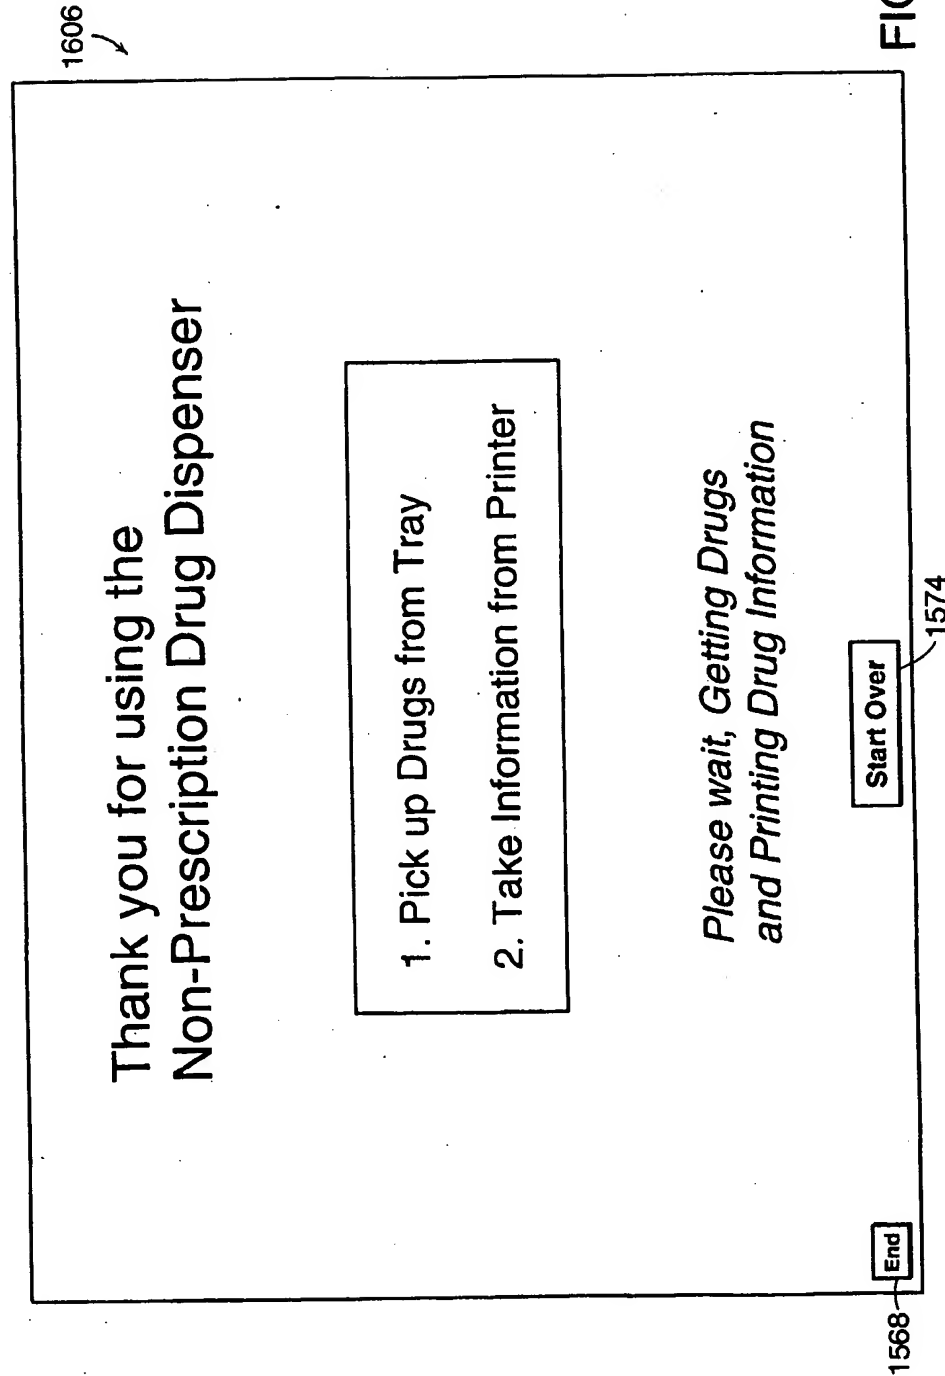 1606
Thank you for using the
Non-Prescription Drug Dispenser
1. Pick up Drugs from Tray
2. Take Information from Printer
Please wait, Getting Drugs
and Printing Drug Information
End
Start Over
1568
1574